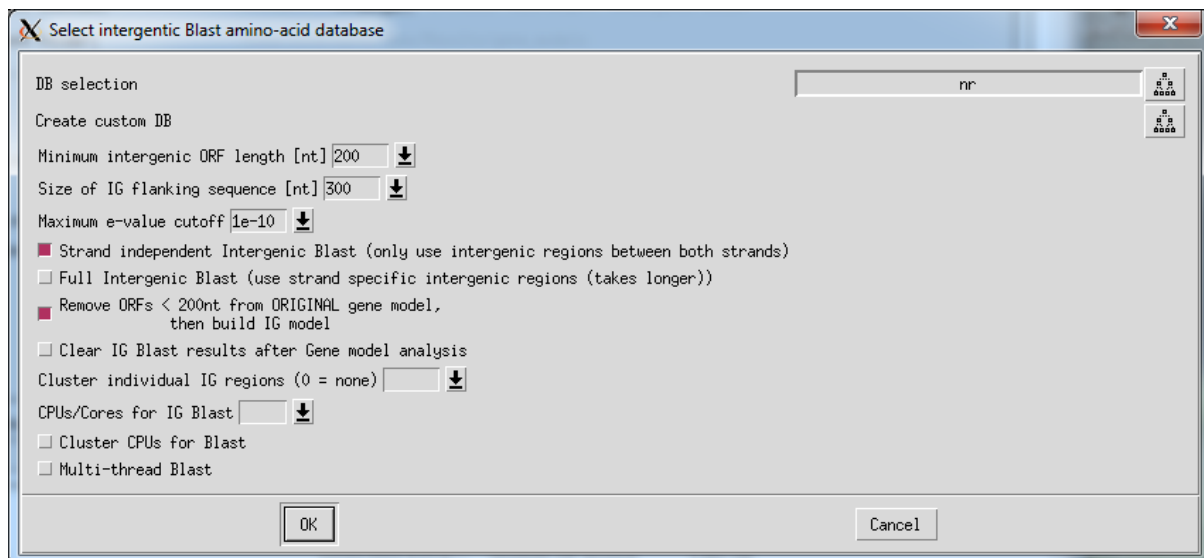 Select intergentic Blast amino-acid database
DB selection nr
Create custom DB
Minimum intergenic ORF length [nt] 200
Size of IG flanking sequence [nt] 300
Maximum e-value cutoff 1e-10
Strand independent Intergenic Blast (only use intergenic regions between both strands)
Full Intergenic Blast (use strand specific intergenic regions (takes longer))
Remove ORFs < 200nt from ORIGINAL gene model,
then build IG model
Clear IG Blast results after Gene model analysis
Cluster individual IG regions (0 = none)
CPUs/Cores for IG Blast
Cluster CPUs for Blast
Multi-thread Blast
OK Cancel